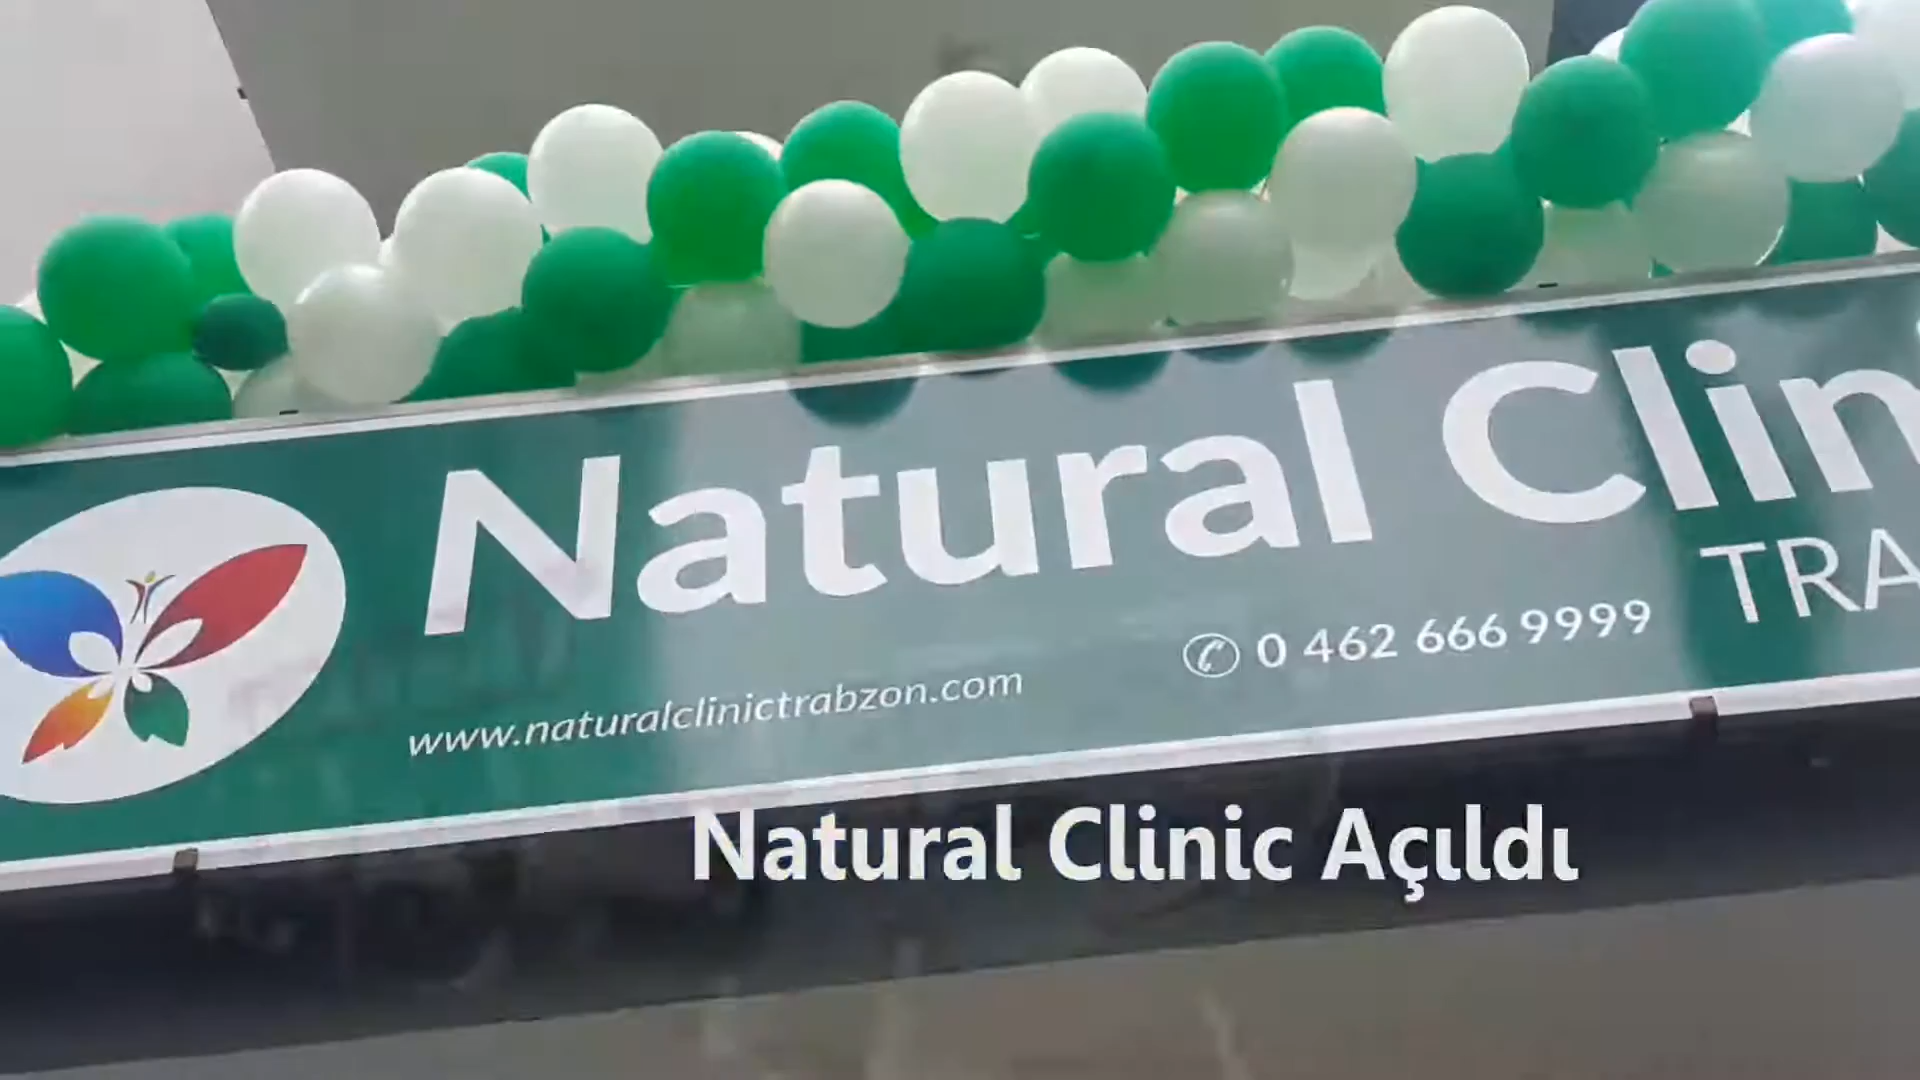 Natural Clin
TRA
0 462 666 9999
www.naturalclinictrabzon.com
Natural Clinic Açıldı